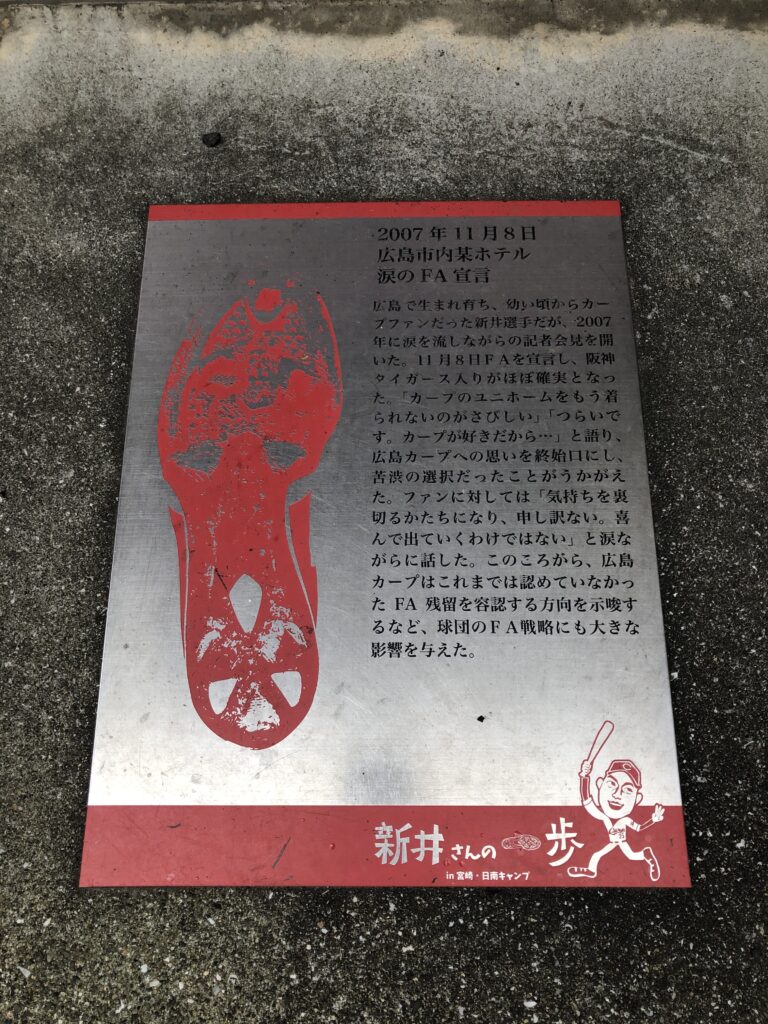 2007年11月8日
広島市内某ホテル
涙のFA宣言
広島で生まれ育ち、幼い頃からカー
プファンだった新井選手だが、2007
年に涙を流しながらの記者会見を開
いた。11月8日FAを宣言し、阪神
タイガース入りがほぼ確実となっ
た。「カープのユニホームをもう着
られないのがさびしい」「つらいで
す。カープが好きだから…」と語り、
広島カープへの思いを終始口にし、
苦渋の選択だったことがうかがえ
た。ファンに対しては「気持ちを裏
切るかたちになり、申し訳ない。喜
んで出ていくわけではない」と涙な
がらに話した。このころから、広島
カープはこれまでは認めていなかっ
た FA 残留を容認する方向を示唆す
るなど、球団のFA戦略にも大きな
影響を与えた。
新井さんの 歩
in 宮崎・日南キャンプ